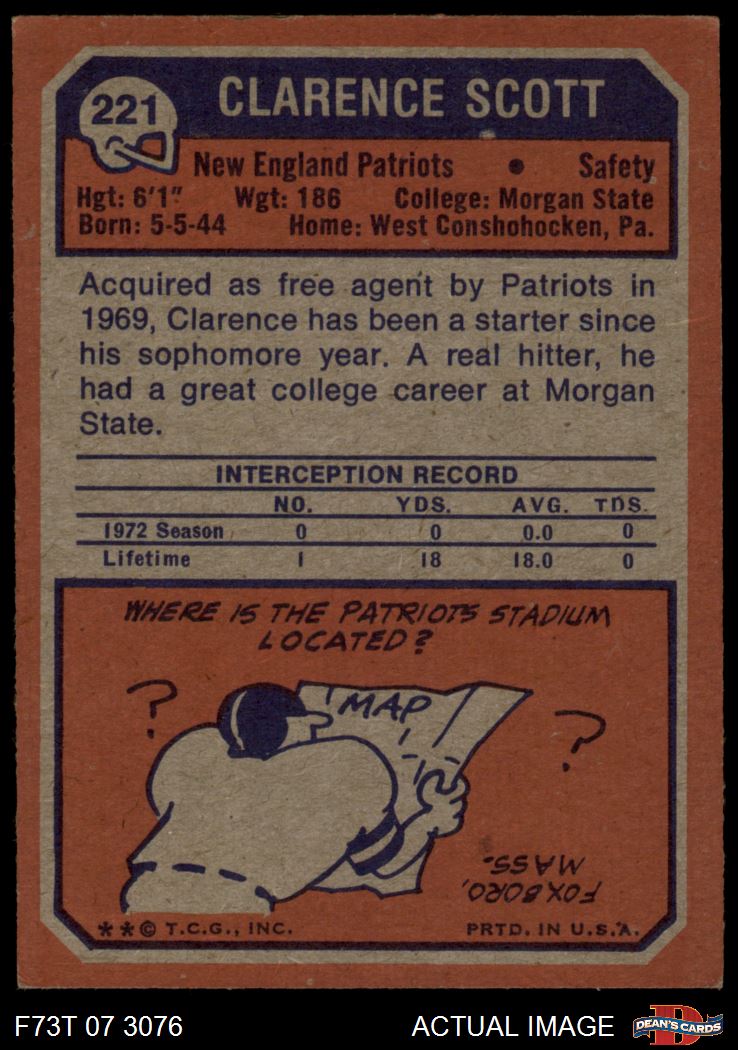 221
CLARENCE SCOTT
New England Patriots • Safety
Hgt: 6'1" Wgt: 186 College: Morgan State
Born: 5-5-44 Home: West Conshohocken, Pa.
Acquired as free agent by Patriots in
1969, Clarence has been a starter since
his sophomore year. A real hitter, he
had a great college career at Morgan
State.
INTERCEPTION RECORD
NO. YDS. AVG. TDS.
1972 Season 0 0 0.0 0
Lifetime 1 18 18.0 0
WHERE IS THE PATRIOTS STADIUM
LOCATED?
? MAP ?
FOXBORO,
MASS.
**© T.C.G., INC. PRTD. IN U.S.A.
F73T 07 3076 ACTUAL IMAGE D DEAN'S CARDS